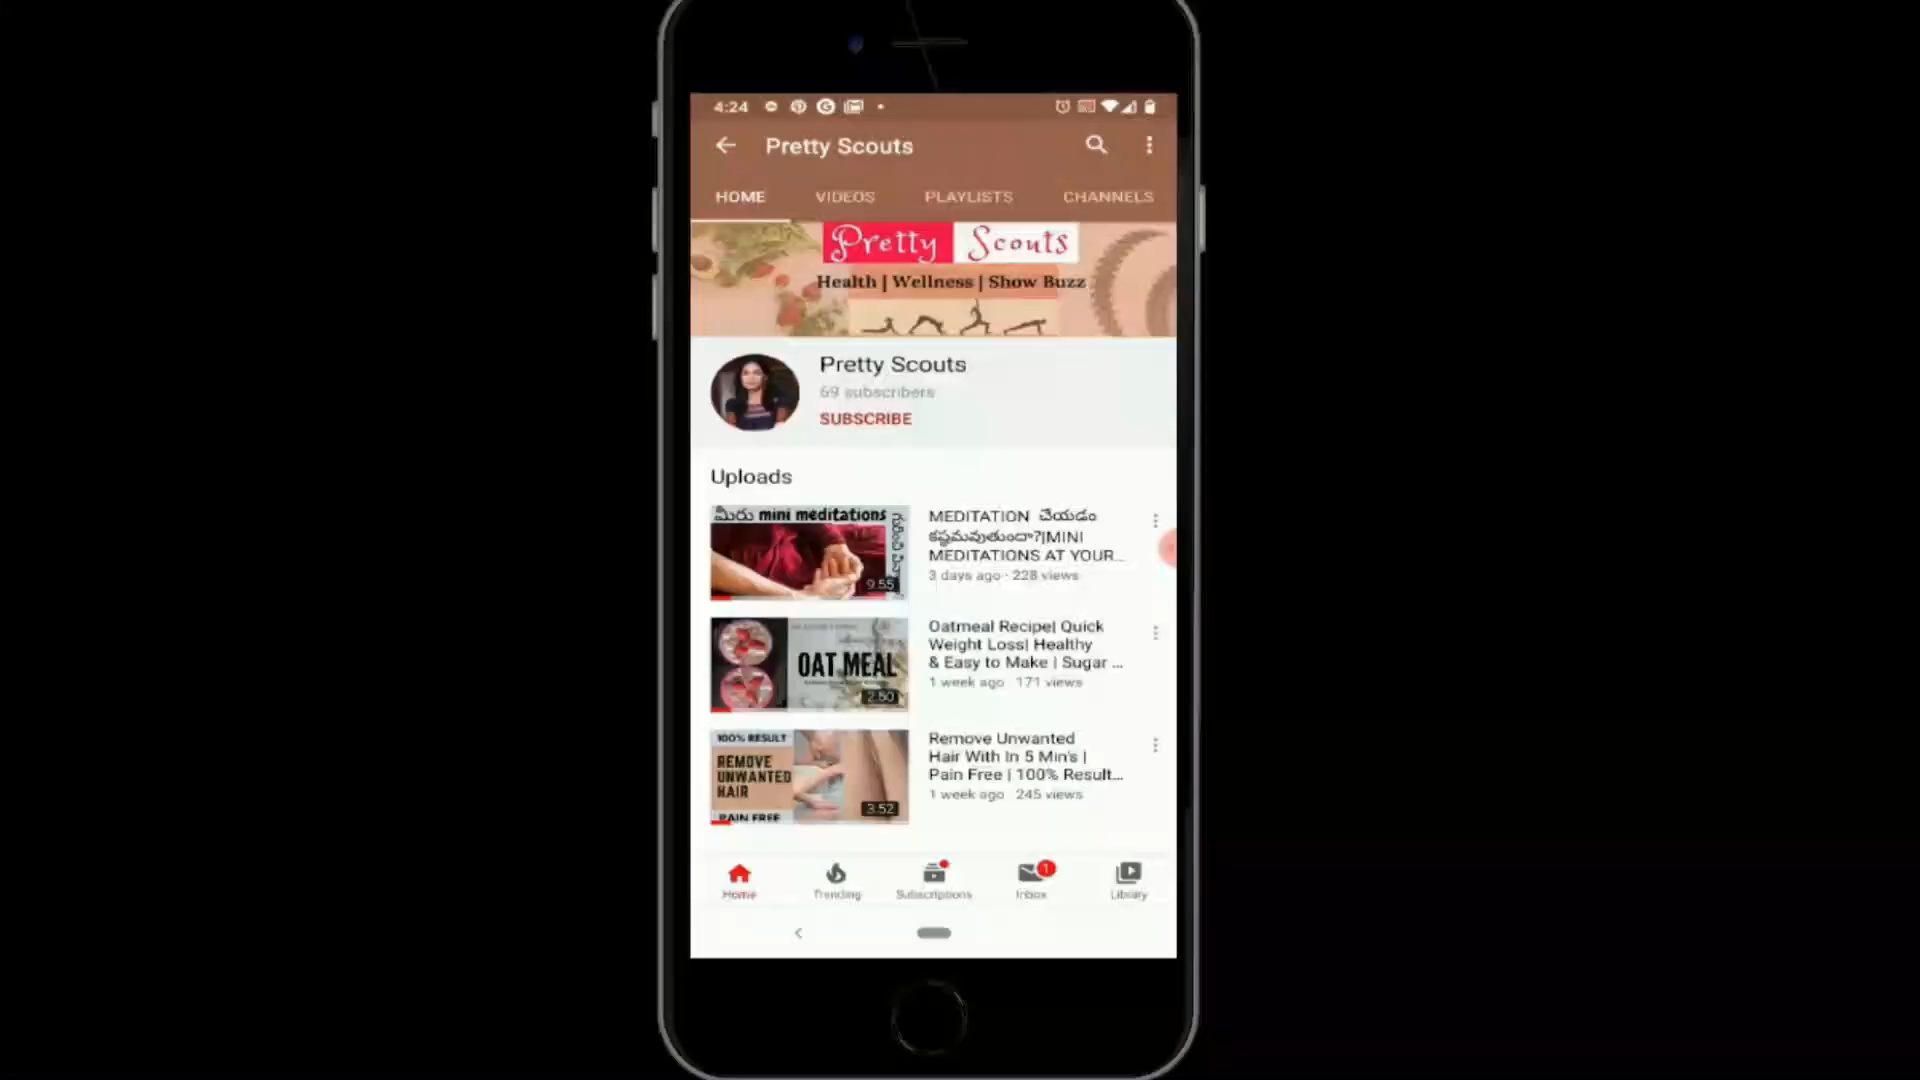 4:24
Pretty Scouts
HOME VIDEOS PLAYLISTS CHANNELS
Pretty Scouts
Health | Wellness | Show Buzz
Pretty Scouts
69 subscribers
SUBSCRIBE
Uploads
మీరు mini meditations
9:55
MEDITATION చేయడం
కష్టమవుతుందా?|MINI
MEDITATIONS AT YOUR...
3 days ago · 228 views
OAT MEAL
2:50
Oatmeal Recipe| Quick
Weight Loss| Healthy
& Easy to Make | Sugar ...
1 week ago · 171 views
100% RESULT
REMOVE
UNWANTED
HAIR
PAIN FREE
3:52
Remove Unwanted
Hair With In 5 Min's |
Pain Free | 100% Result...
1 week ago · 245 views
1
Home Trending Subscriptions Inbox Library